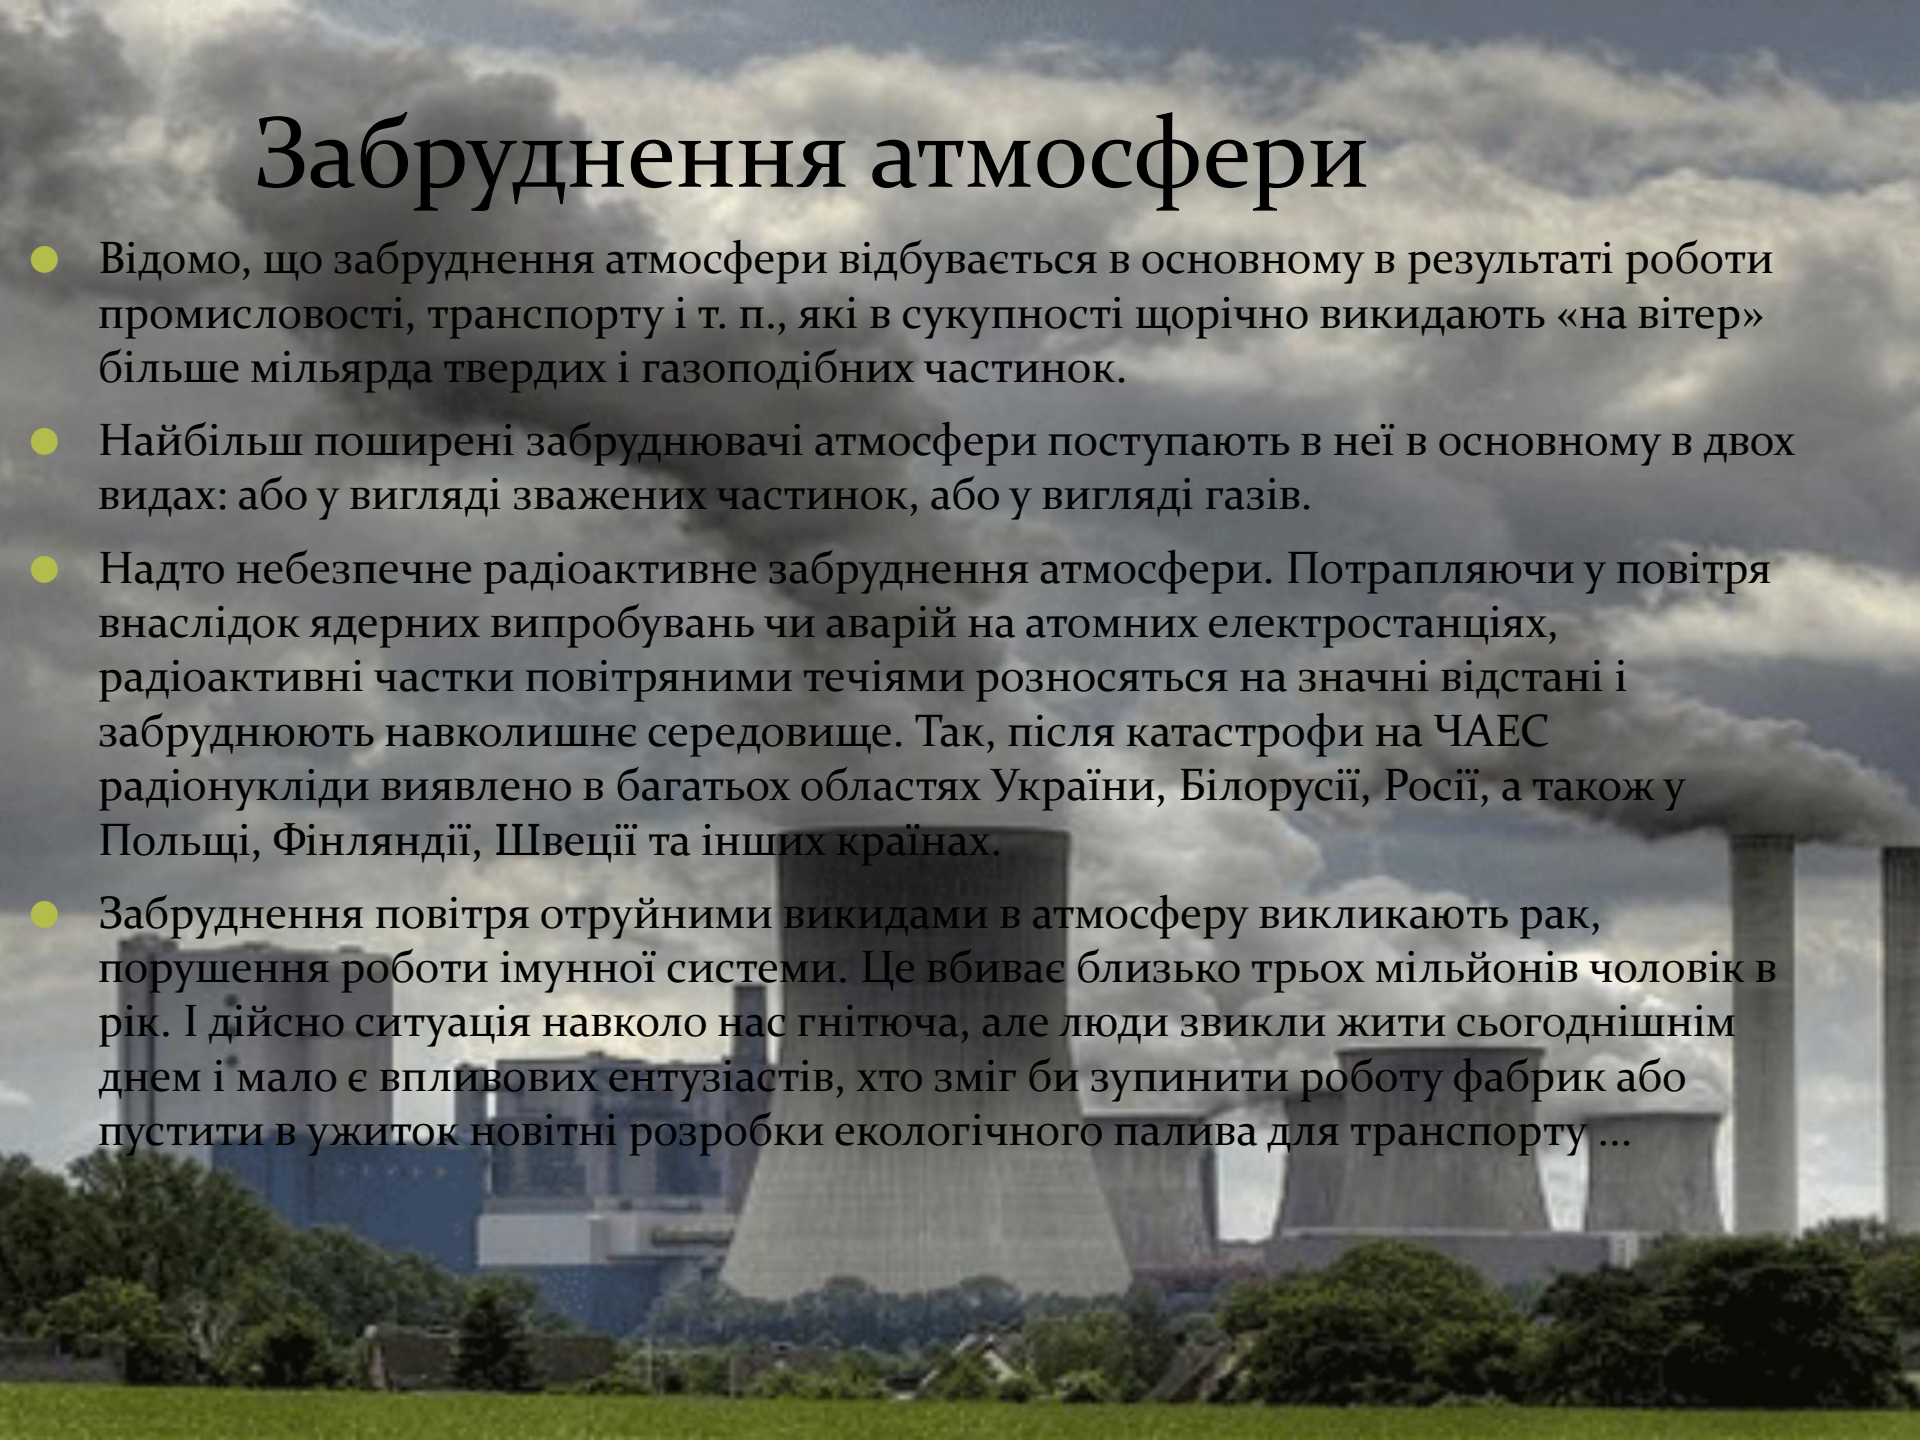 Забруднення атмосфери
Відомо, що забруднення атмосфери відбувається в основному в результаті роботи
промисловості, транспорту і т. п., які в сукупності щорічно викидають «на вітер»
більше мільярда твердих і газоподібних частинок.
Найбільш поширені забруднювачі атмосфери поступають в неї в основному в двох
видах: або у вигляді зважених частинок, або у вигляді газів.
Надто небезпечне радіоактивне забруднення атмосфери. Потрапляючи у повітря
внаслідок ядерних випробувань чи аварій на атомних електростанціях,
радіоактивні частки повітряними течіями розносяться на значні відстані і
забруднюють навколишнє середовище. Так, після катастрофи на ЧАЕС
радіонукліди виявлено в багатьох областях України, Білорусії, Росії, а також у
Польщі, Фінляндії, Швеції та інших країнах.
Забруднення повітря отруйними викидами в атмосферу викликають рак,
порушення роботи імунної системи. Це вбиває близько трьох мільйонів чоловік в
рік. І дійсно ситуація навколо нас гнітюча, але люди звикли жити сьогоднішнім
днем і мало є впливових ентузіастів, хто зміг би зупинити роботу фабрик або
пустити в ужиток новітні розробки екологічного палива для транспорту ...